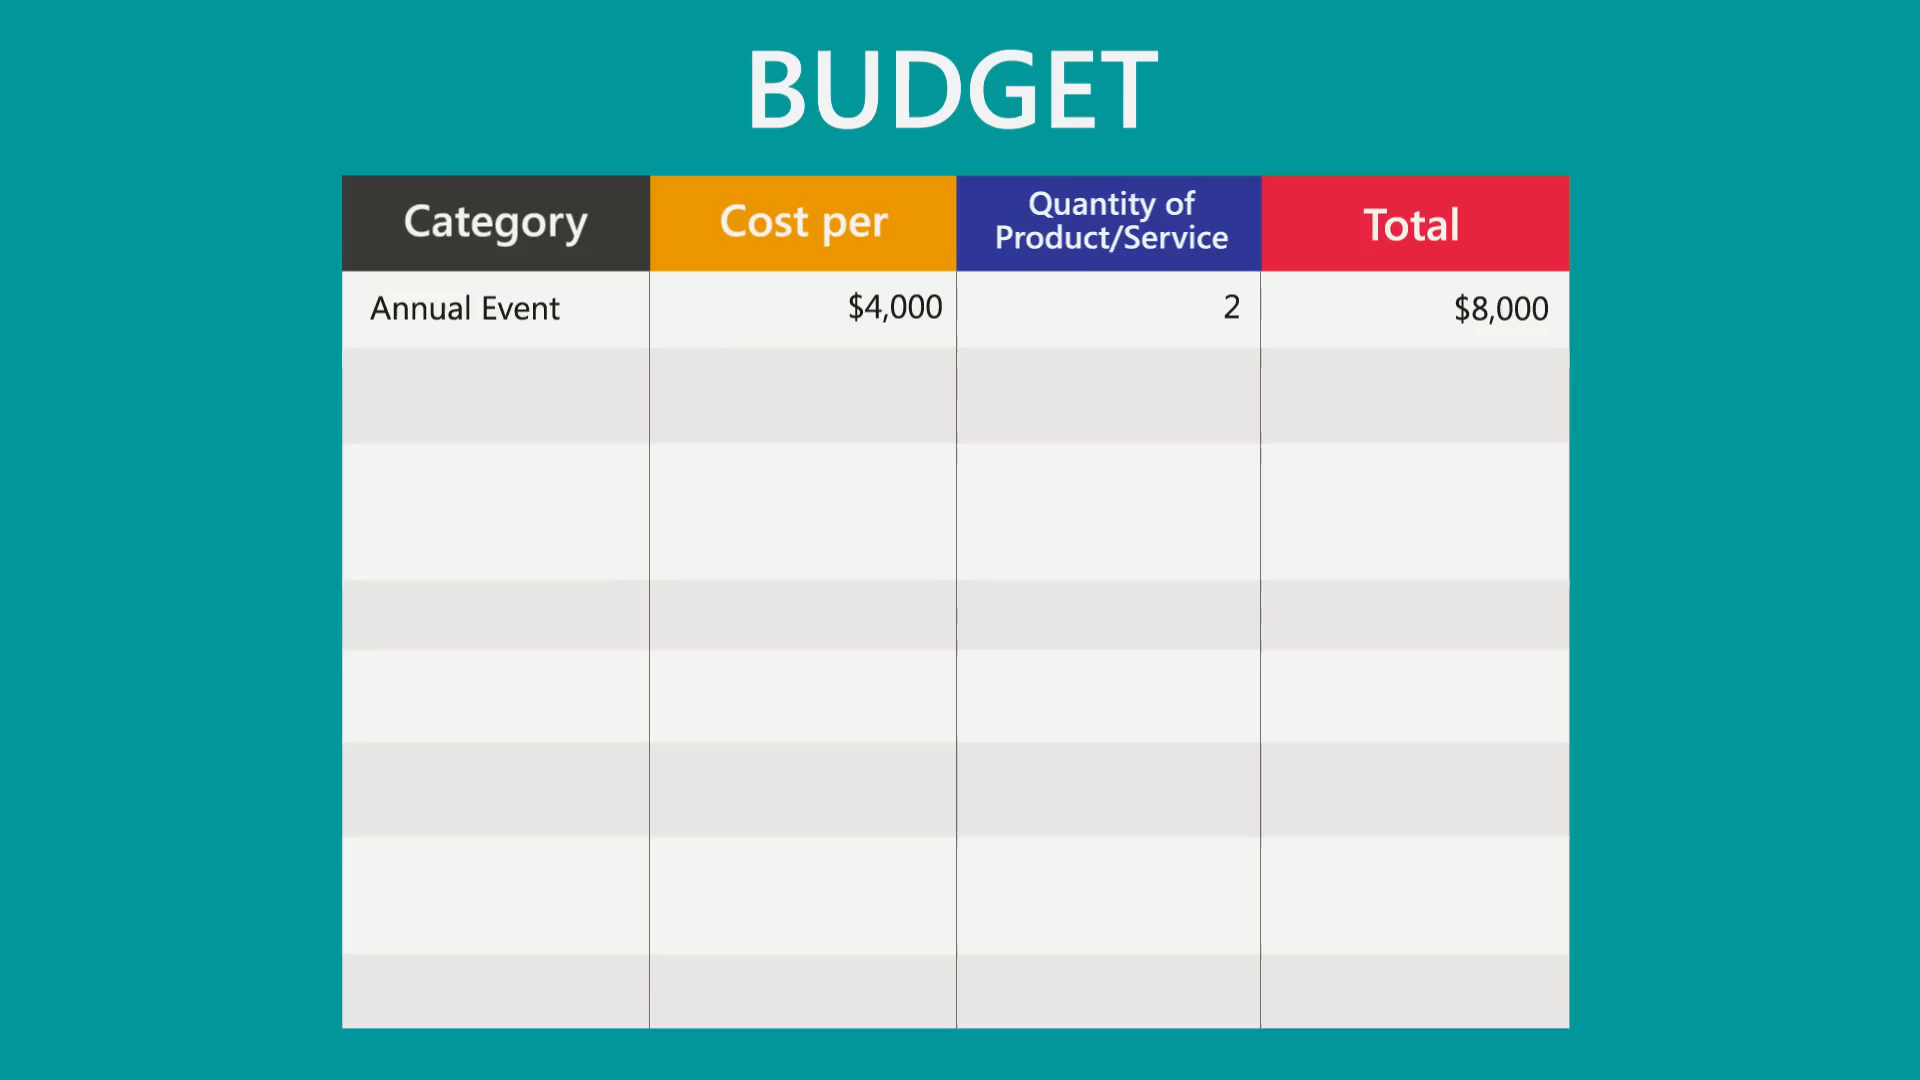 BUDGET
Category
Cost per
Quantity of
Product/Service
Total
Annual Event
$4,000
2
$8,000